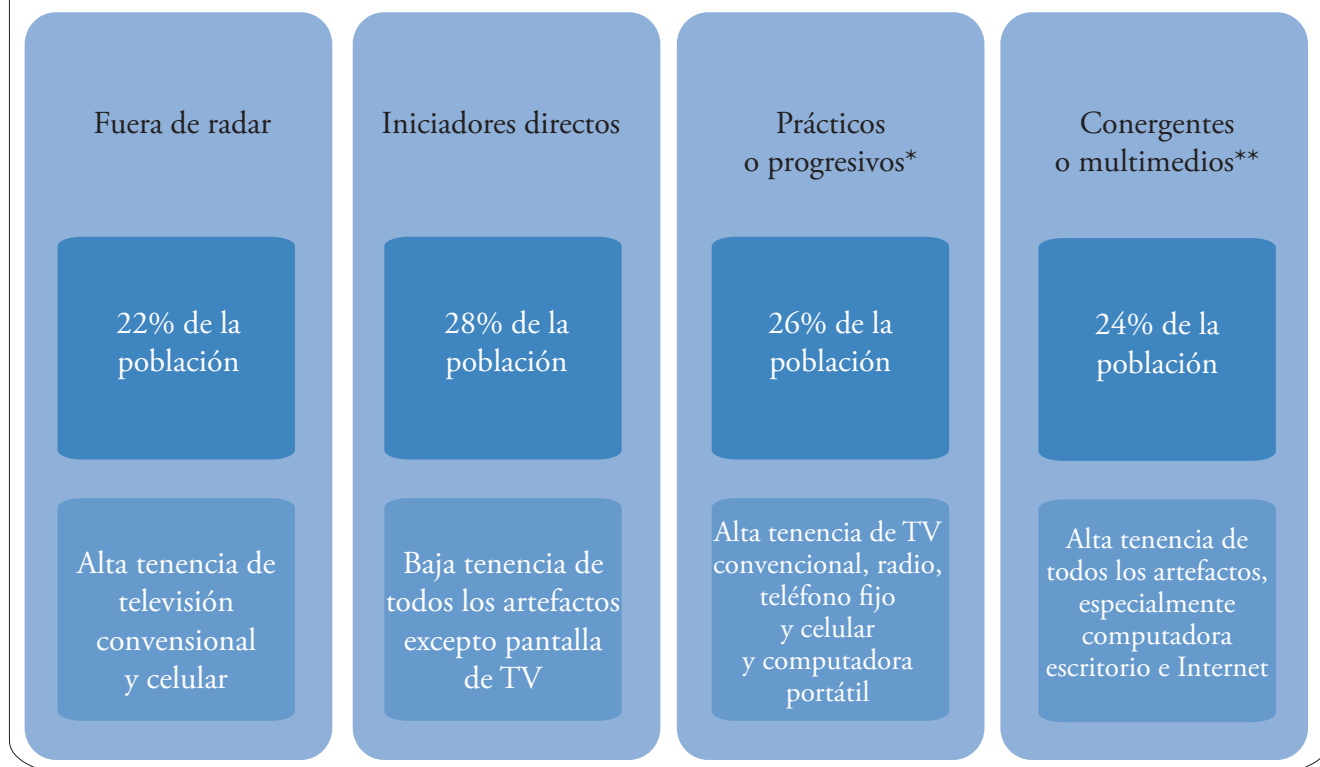 Fuera de radar
22% de la
población
Alta tenencia de
televisión
convensional
y celular
Iniciadores directos
28% de la
población
Baja tenencia de
todos los artefactos
excepto pantalla
de TV
Prácticos
o progresivos*
26% de la
población
Alta tenencia de TV
convencional, radio,
teléfono fijo
y celular
y computadora
portátil
Conergentes
o multimedios**
24% de la
población
Alta tenencia de
todos los artefactos,
especialmente
computadora
escritorio e Internet